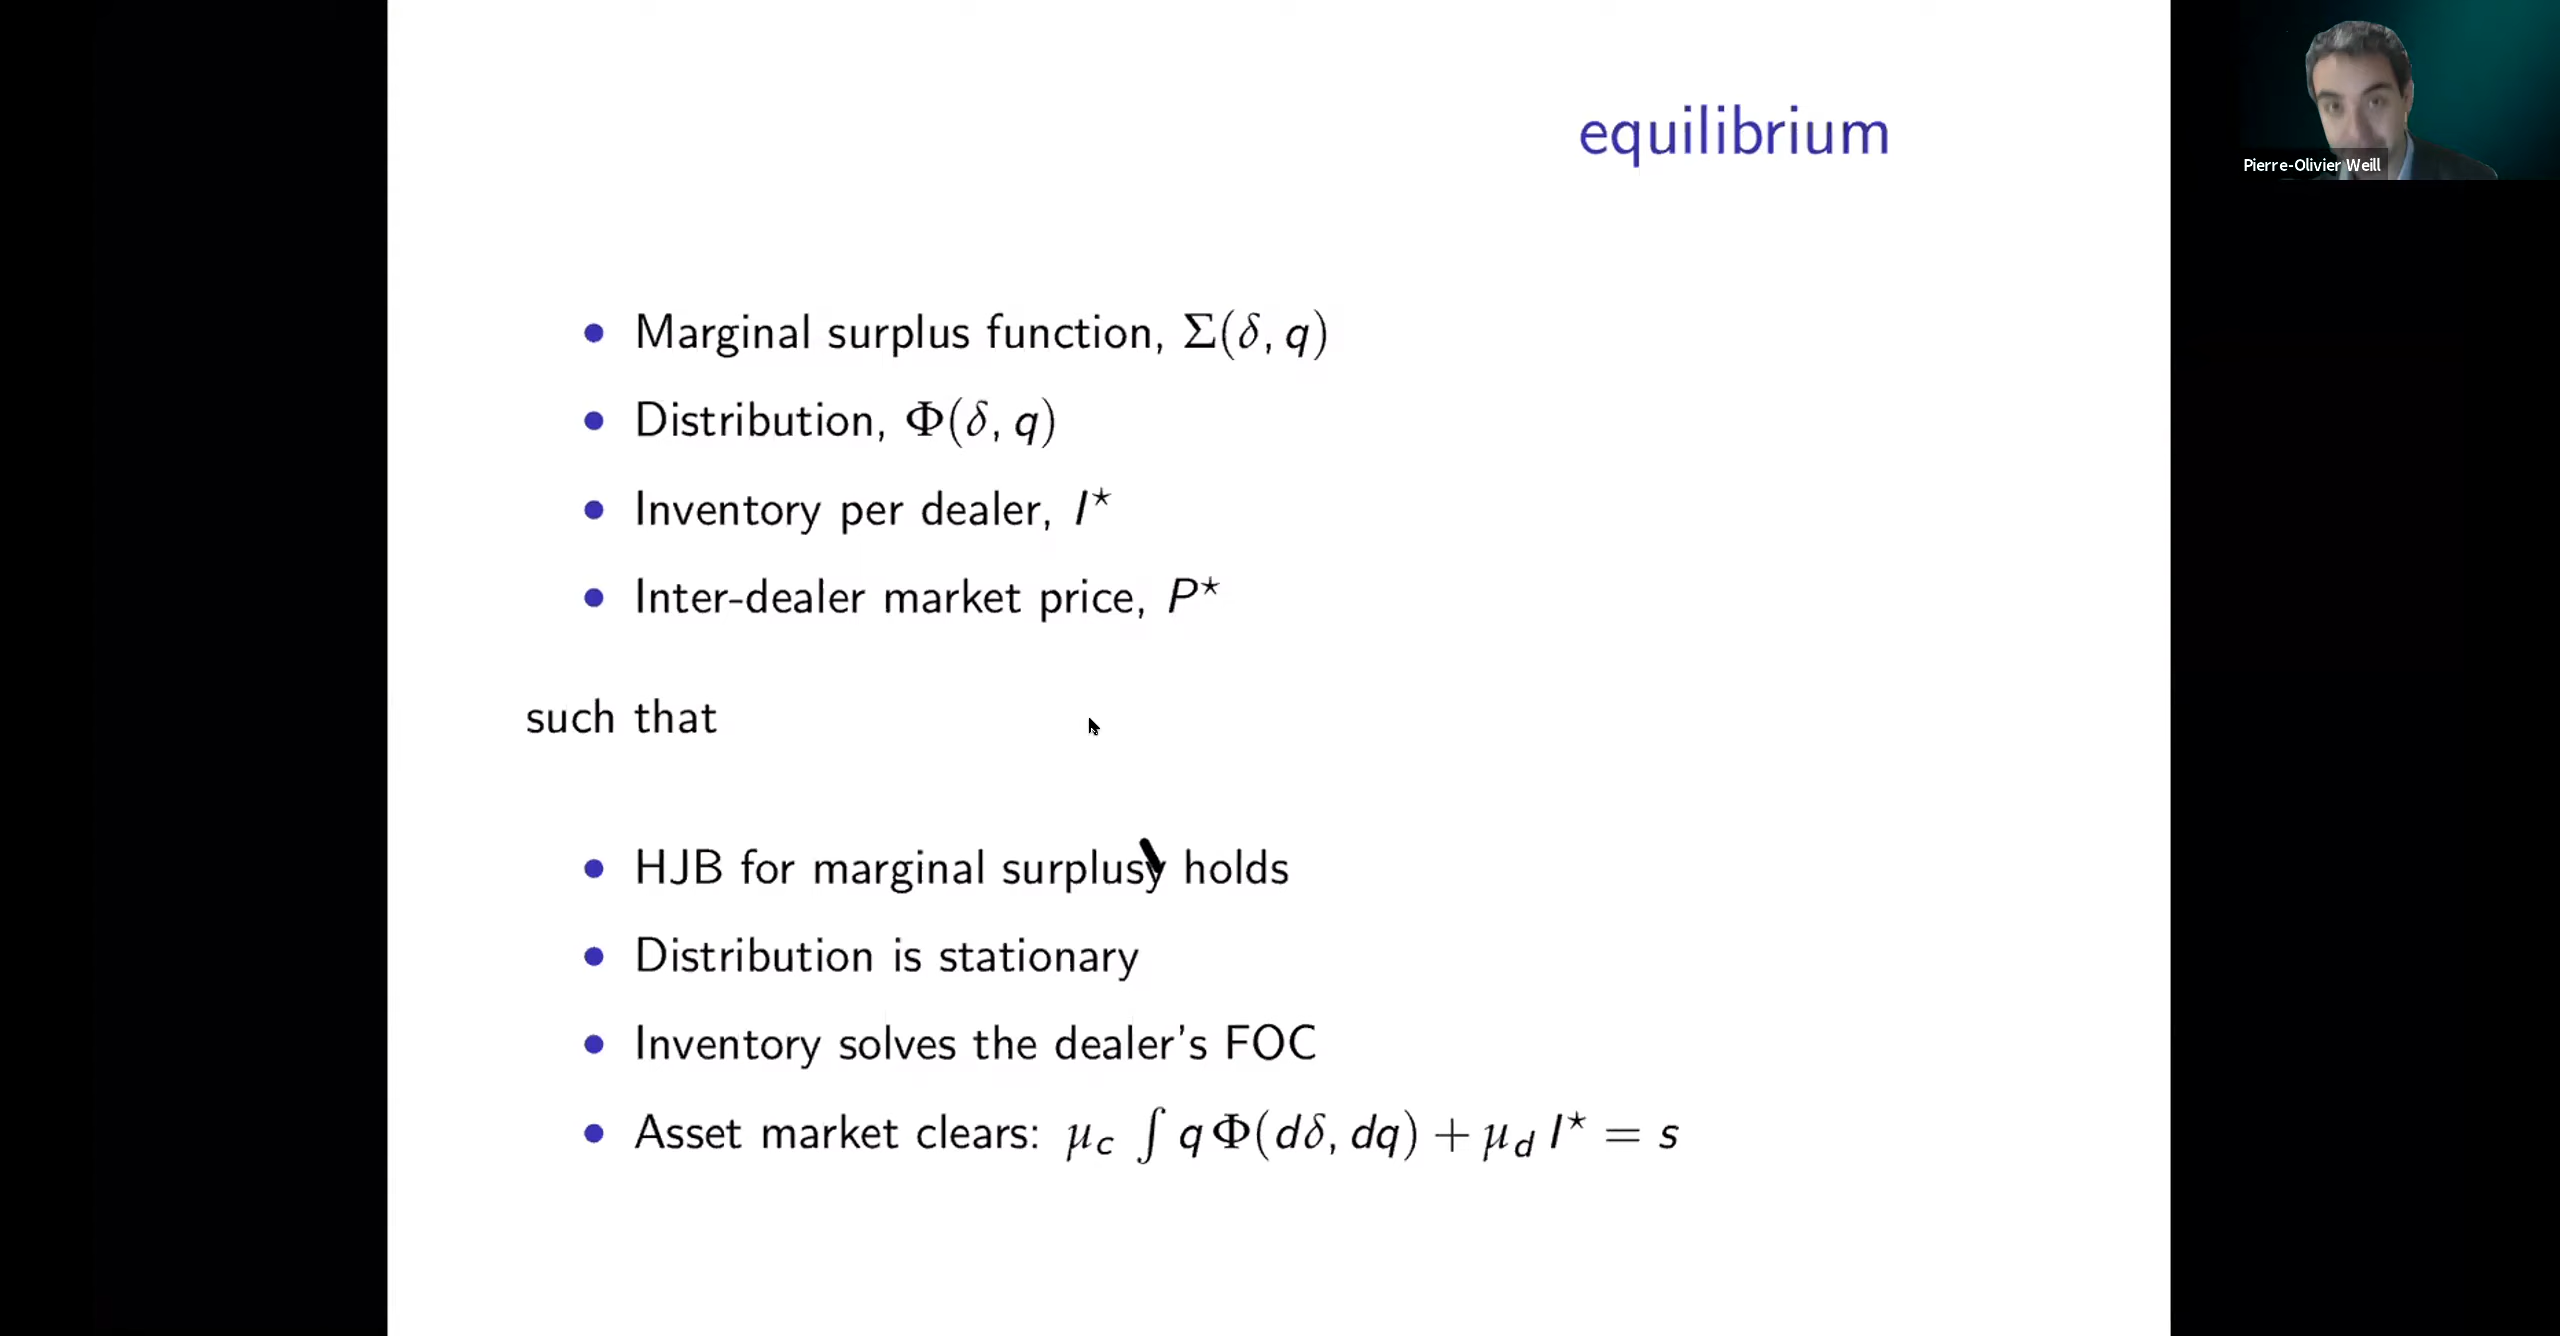 equilibrium
Pierre-Olivier Weill
• Marginal surplus function, Σ(δ, q)
• Distribution, Φ(δ, q)
• Inventory per dealer, I⋆
• Inter-dealer market price, P⋆
such that
• HJB for marginal surplusy holds
• Distribution is stationary
• Inventory solves the dealer's FOC
• Asset market clears: μc ∫ q Φ(dδ, dq) + μd I⋆ = s